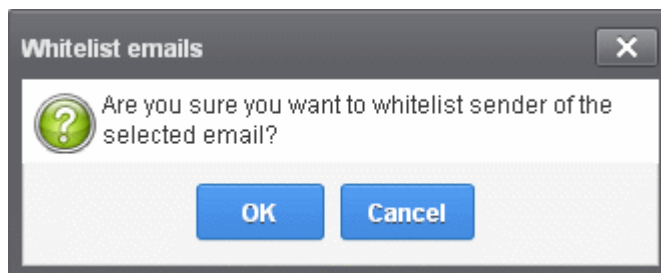 Whitelist emails
Are you sure you want to whitelist sender of the
selected email?
OK
Cancel